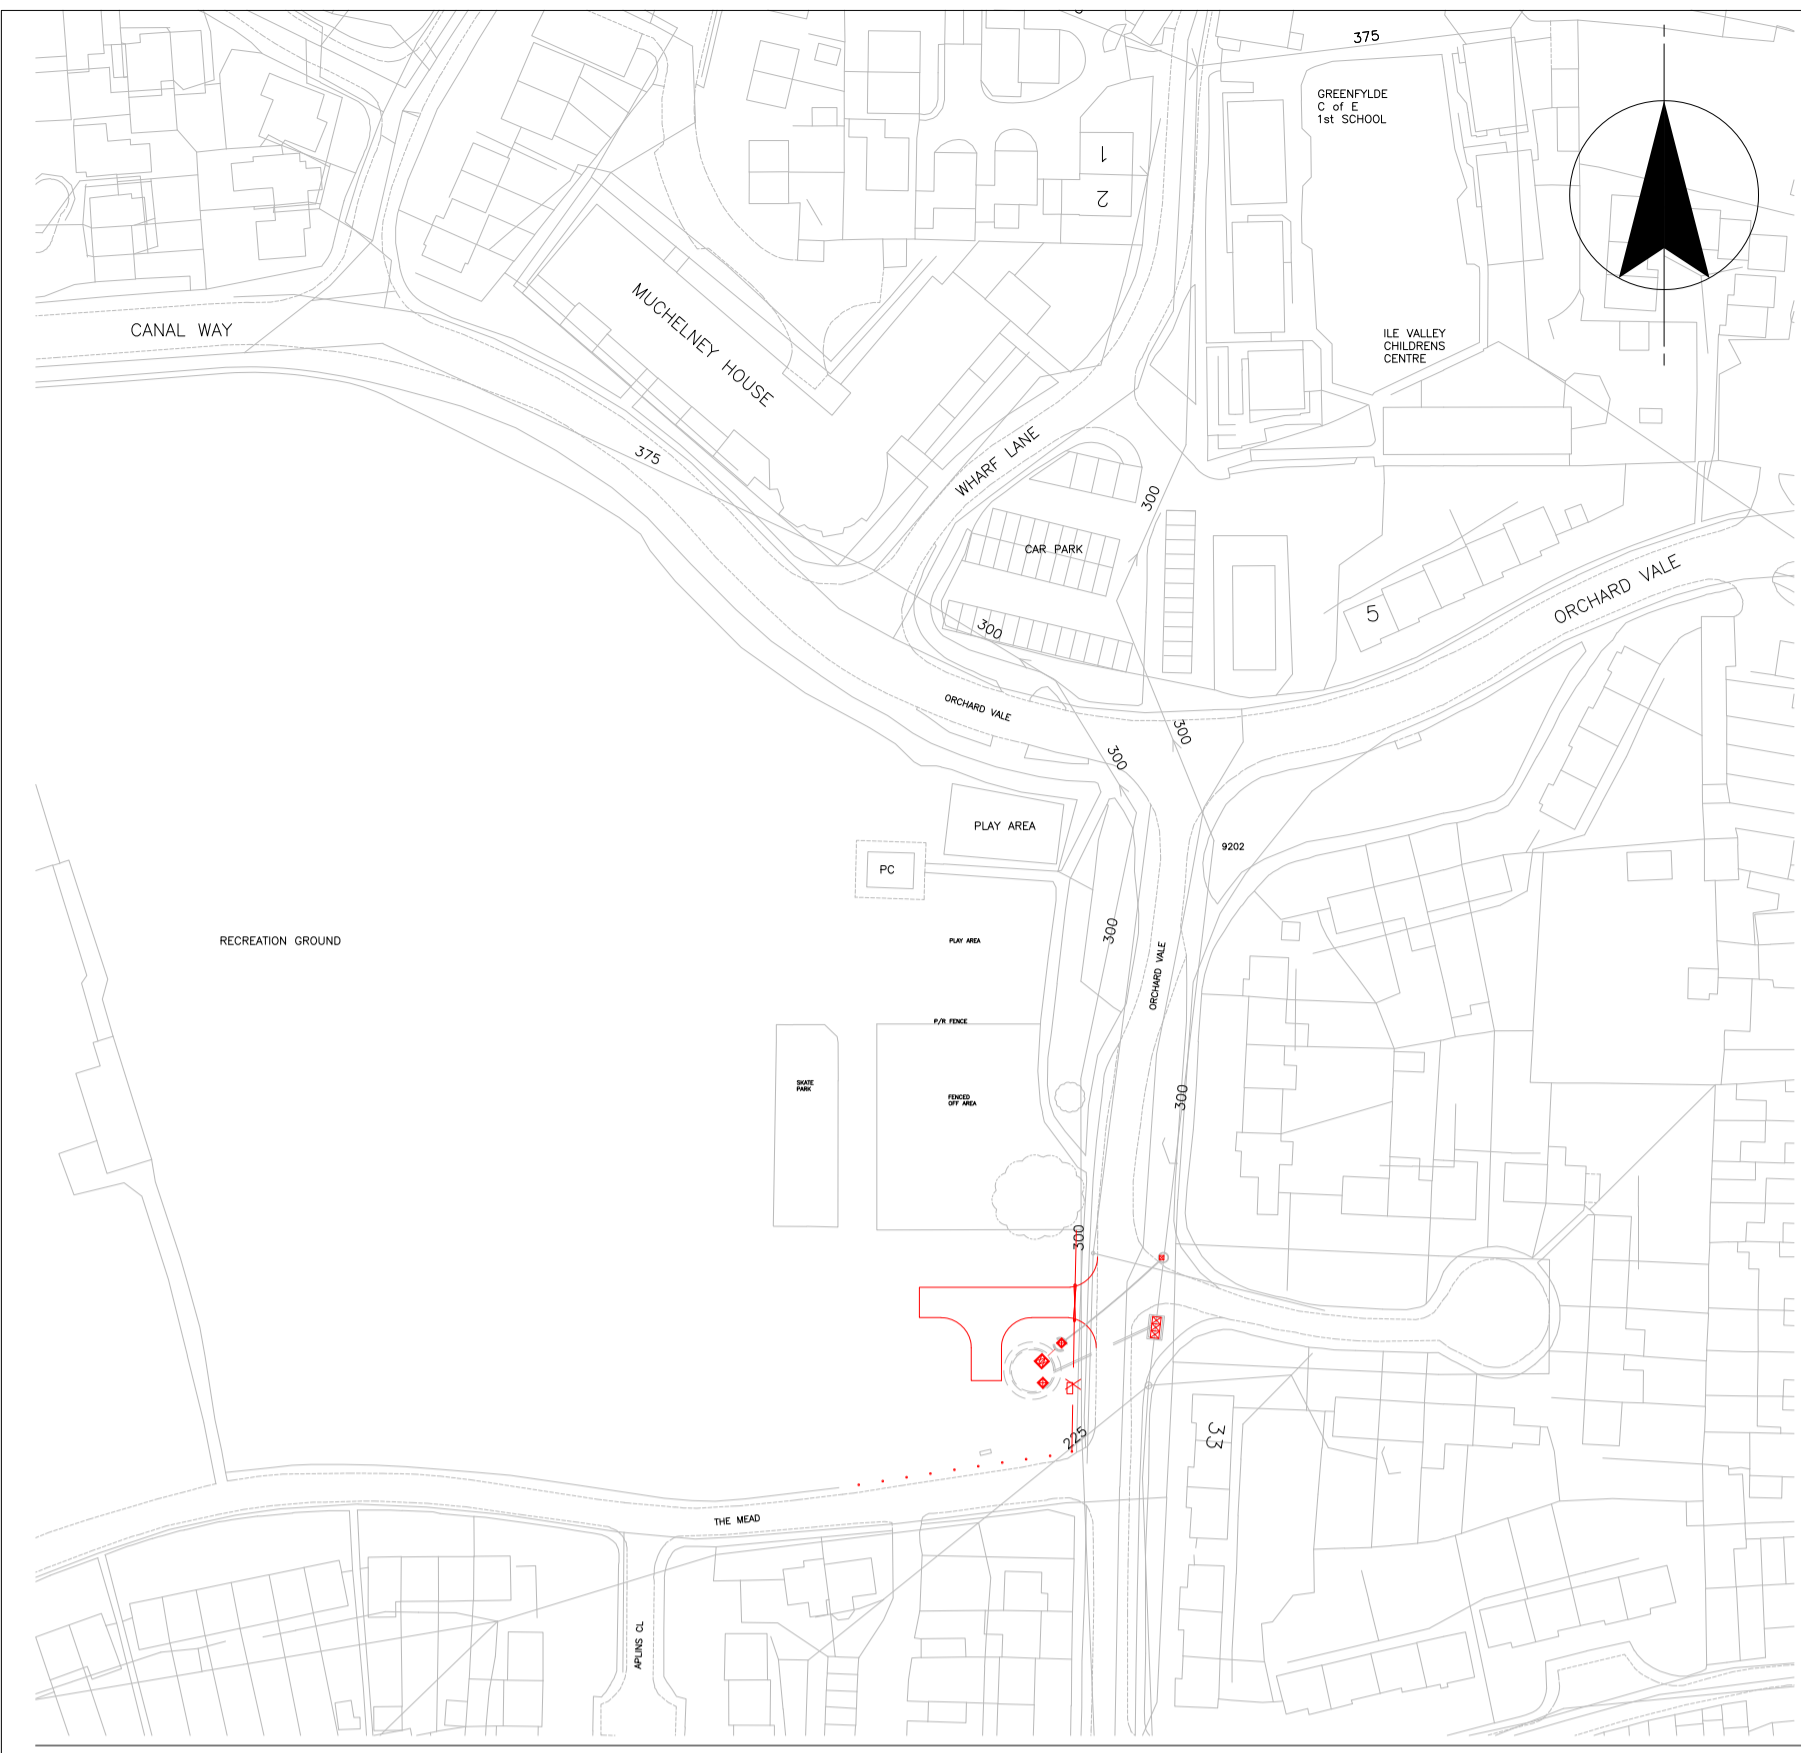 375
GREENFYLDE
C of E
1st SCHOOL
1
2
CANAL WAY
MUCHELNEY HOUSE
ILE VALLEY
CHILDRENS
CENTRE
375
WHARF LANE
300
CAR PARK
ORCHARD VALE
5
300
ORCHARD VALE
300
300
PLAY AREA
9202
PC
300
RECREATION GROUND
PLAY AREA
ORCHARD VALE
P/R FENCE
SKATE
PARK
FENCED
OFF AREA
300
300
225
33
THE MEAD
APLINS CL